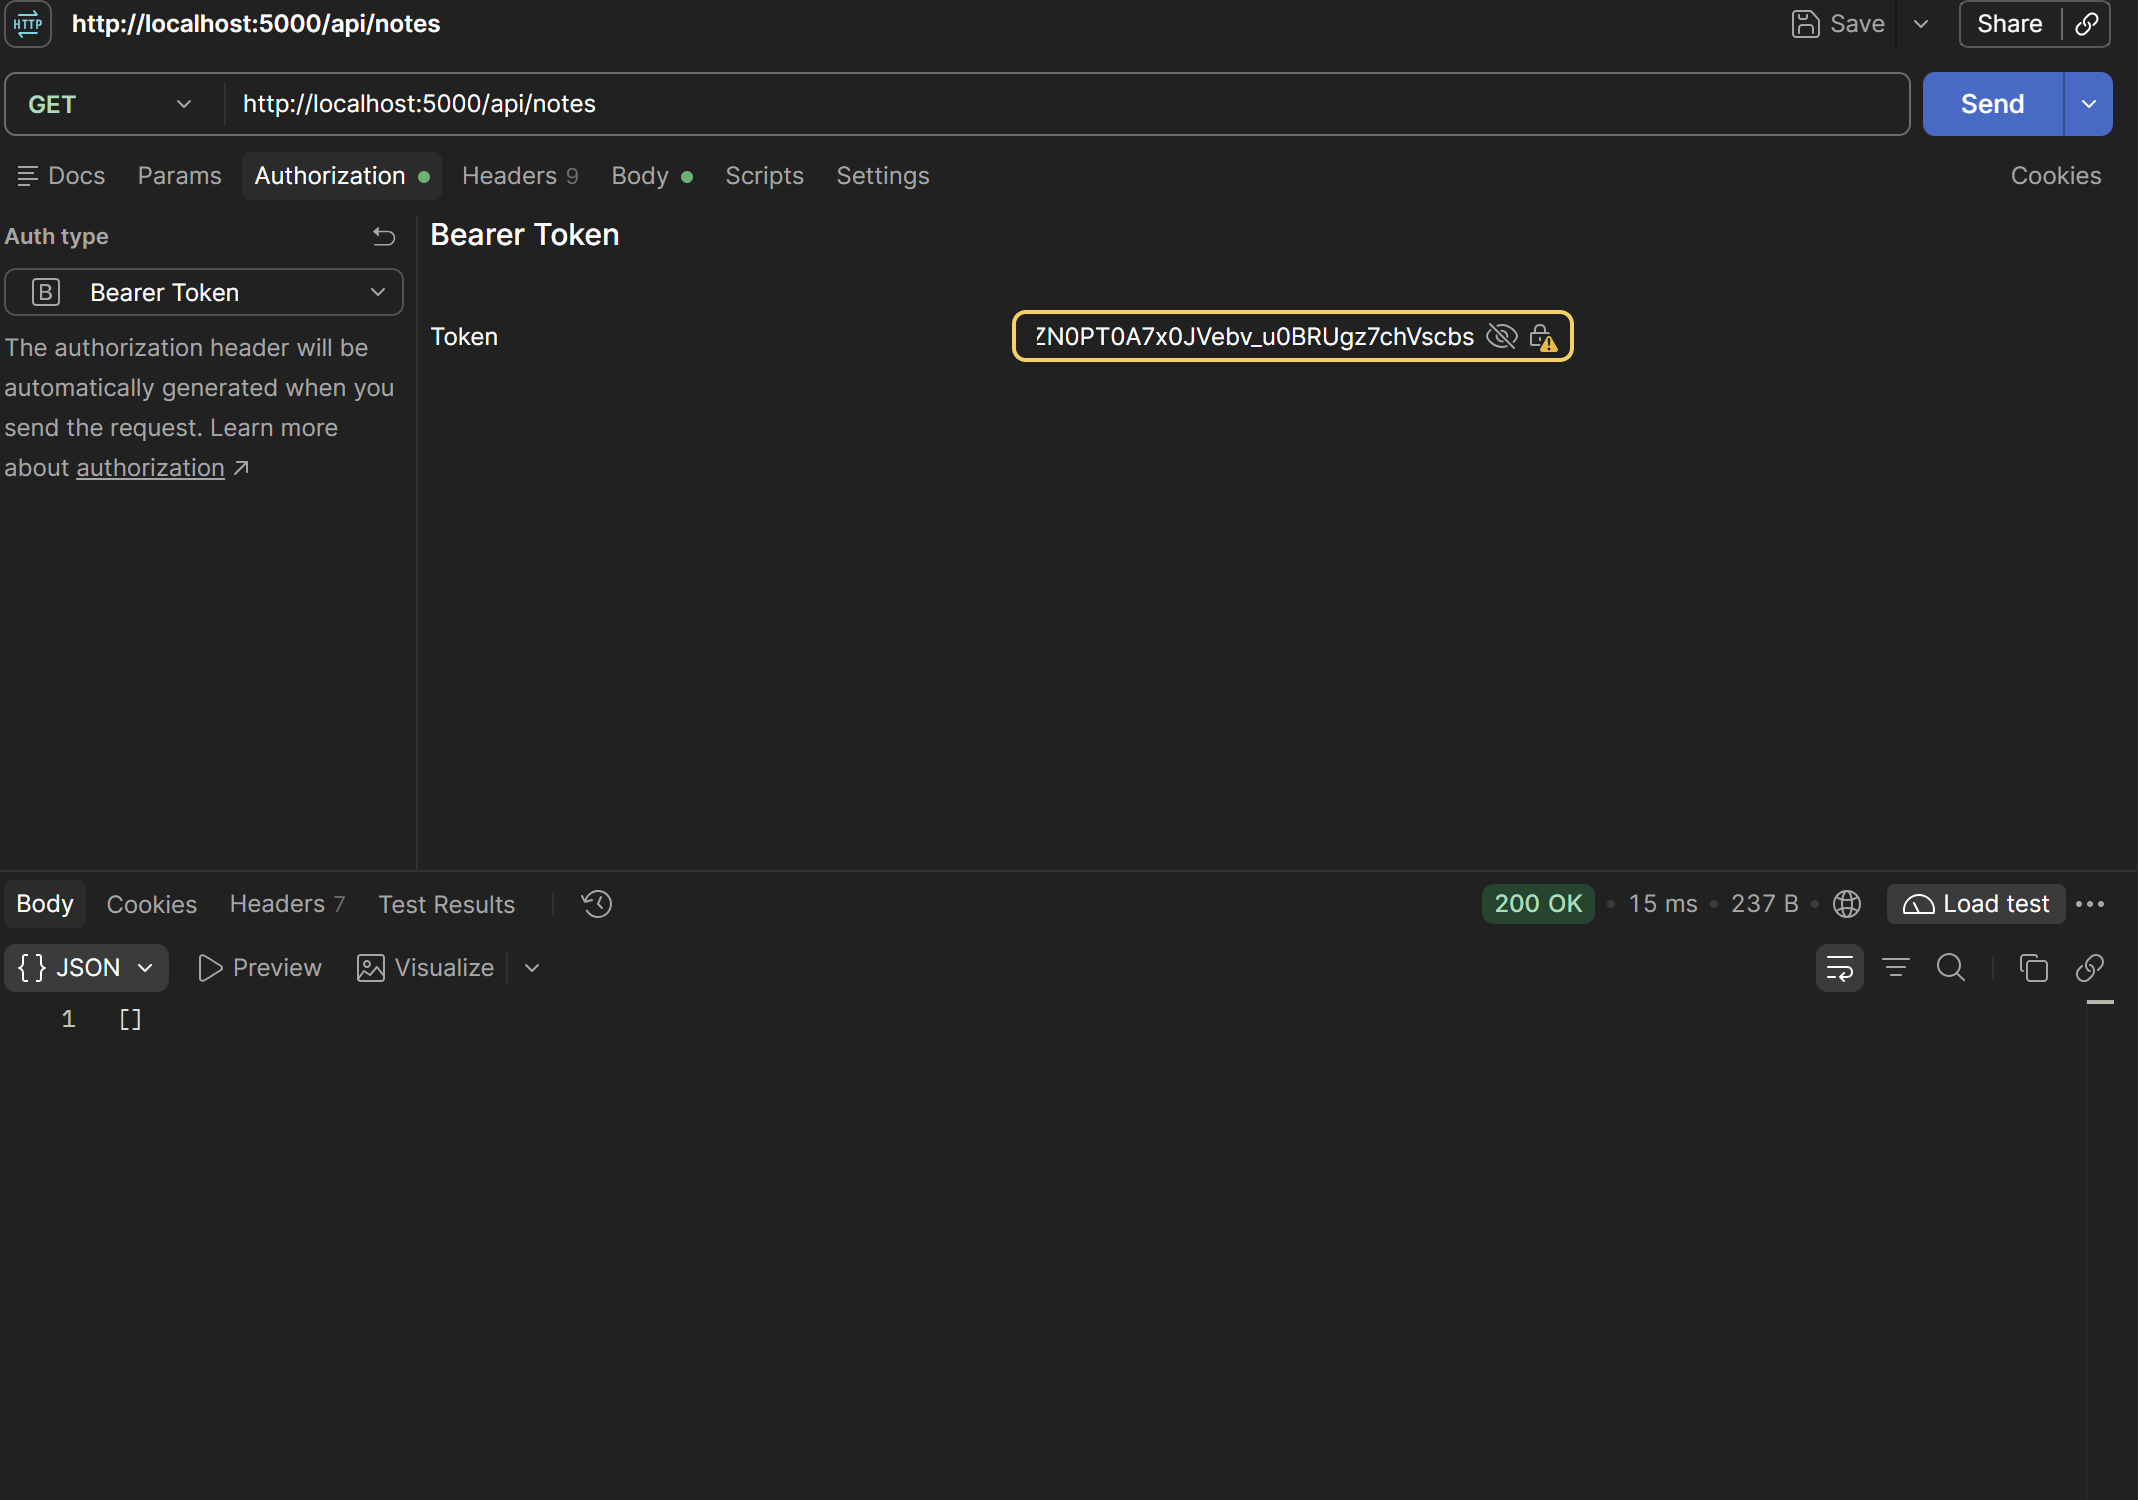 HTTP http://localhost:5000/api/notes Save Share
GET http://localhost:5000/api/notes Send
Docs Params Authorization Headers 9 Body Scripts Settings Cookies
Auth type
B Bearer Token
The authorization header will be
automatically generated when you
send the request. Learn more
about authorization
Bearer Token
Token ZN0PT0A7x0JVebv_u0BRUgz7chVscbs
Body Cookies Headers 7 Test Results 200 OK • 15 ms • 237 B • Load test
{} JSON Preview Visualize
1 []